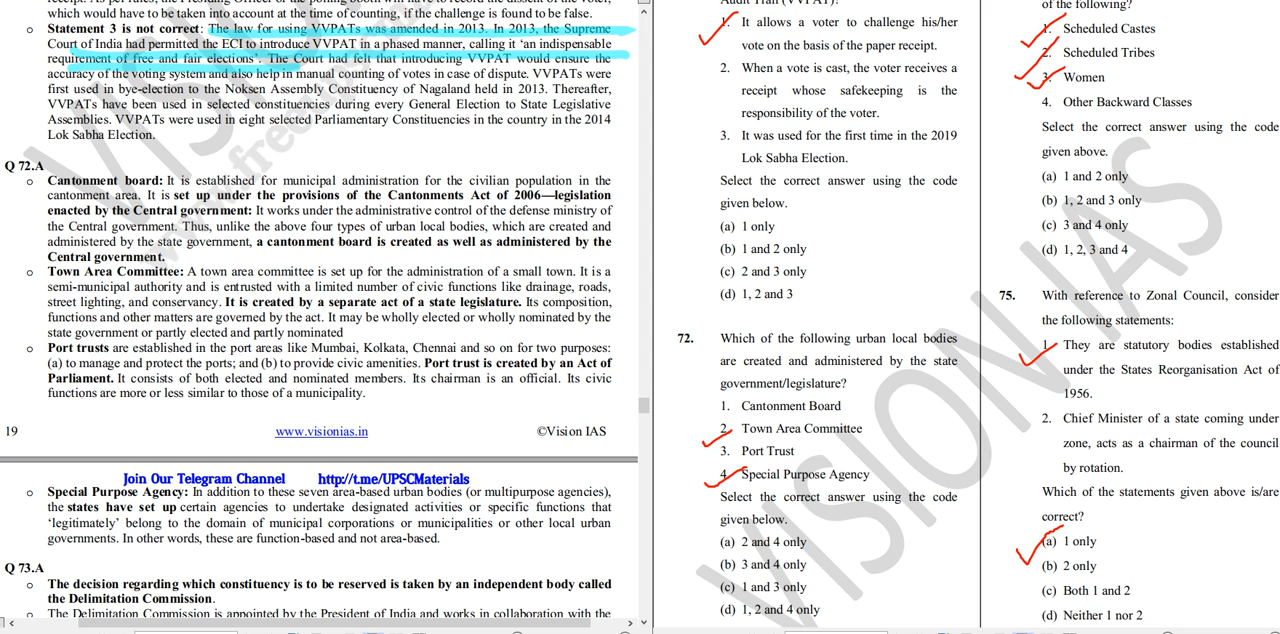 receipt. As per rules, the Presiding Officer of the polling booth will have to record the dissent of the voter,
which would have to be taken into account at the time of counting, if the challenge is found to be false.
o Statement 3 is not correct: The law for using VVPATs was amended in 2013. In 2013, the Supreme
Court of India had permitted the ECI to introduce VVPAT in a phased manner, calling it ‘an indispensable
requirement of free and fair elections’. The Court had felt that introducing VVPAT would ensure the
accuracy of the voting system and also help in manual counting of votes in case of dispute. VVPATs were
first used in bye-election to the Noksen Assembly Constituency of Nagaland held in 2013. Thereafter,
VVPATs have been used in selected constituencies during every General Election to State Legislative
Assemblies. VVPATs were used in eight selected Parliamentary Constituencies in the country in the 2014
Lok Sabha Election.
Q 72.A
o Cantonment board: It is established for municipal administration for the civilian population in the
cantonment area. It is set up under the provisions of the Cantonments Act of 2006—legislation
enacted by the Central government: It works under the administrative control of the defense ministry of
the Central government. Thus, unlike the above four types of urban local bodies, which are created and
administered by the state government, a cantonment board is created as well as administered by the
Central government.
o Town Area Committee: A town area committee is set up for the administration of a small town. It is a
semi-municipal authority and is entrusted with a limited number of civic functions like drainage, roads,
street lighting, and conservancy. It is created by a separate act of a state legislature. Its composition,
functions and other matters are governed by the act. It may be wholly elected or wholly nominated by the
state government or partly elected and partly nominated
o Port trusts are established in the port areas like Mumbai, Kolkata, Chennai and so on for two purposes:
(a) to manage and protect the ports; and (b) to provide civic amenities. Port trust is created by an Act of
Parliament. It consists of both elected and nominated members. Its chairman is an official. Its civic
functions are more or less similar to those of a municipality.
19 www.visionias.in ©Vision IAS
Join Our Telegram Channel http://t.me/UPSCMaterials
o Special Purpose Agency: In addition to these seven area-based urban bodies (or multipurpose agencies),
the states have set up certain agencies to undertake designated activities or specific functions that
‘legitimately’ belong to the domain of municipal corporations or municipalities or other local urban
governments. In other words, these are function-based and not area-based.
Q 73.A
o The decision regarding which constituency is to be reserved is taken by an independent body called
the Delimitation Commission.
o The Delimitation Commission is appointed by the President of India and works in collaboration with the
Audit Trail (VVPAT)?
1. It allows a voter to challenge his/her
vote on the basis of the paper receipt.
2. When a vote is cast, the voter receives a
receipt whose safekeeping is the
responsibility of the voter.
3. It was used for the first time in the 2019
Lok Sabha Election.
Select the correct answer using the code
given below.
(a) 1 only
(b) 1 and 2 only
(c) 2 and 3 only
(d) 1, 2 and 3
72. Which of the following urban local bodies
are created and administered by the state
government/legislature?
1. Cantonment Board
2. Town Area Committee
3. Port Trust
4. Special Purpose Agency
Select the correct answer using the code
given below.
(a) 2 and 4 only
(b) 3 and 4 only
(c) 1 and 3 only
(d) 1, 2 and 4 only
of the following?
1. Scheduled Castes
2. Scheduled Tribes
3. Women
4. Other Backward Classes
Select the correct answer using the code
given above.
(a) 1 and 2 only
(b) 1, 2 and 3 only
(c) 3 and 4 only
(d) 1, 2, 3 and 4
75. With reference to Zonal Council, consider
the following statements:
1. They are statutory bodies established
under the States Reorganisation Act of
1956.
2. Chief Minister of a state coming under
zone, acts as a chairman of the council
by rotation.
Which of the statements given above is/are
correct?
(a) 1 only
(b) 2 only
(c) Both 1 and 2
(d) Neither 1 nor 2
VISION IAS